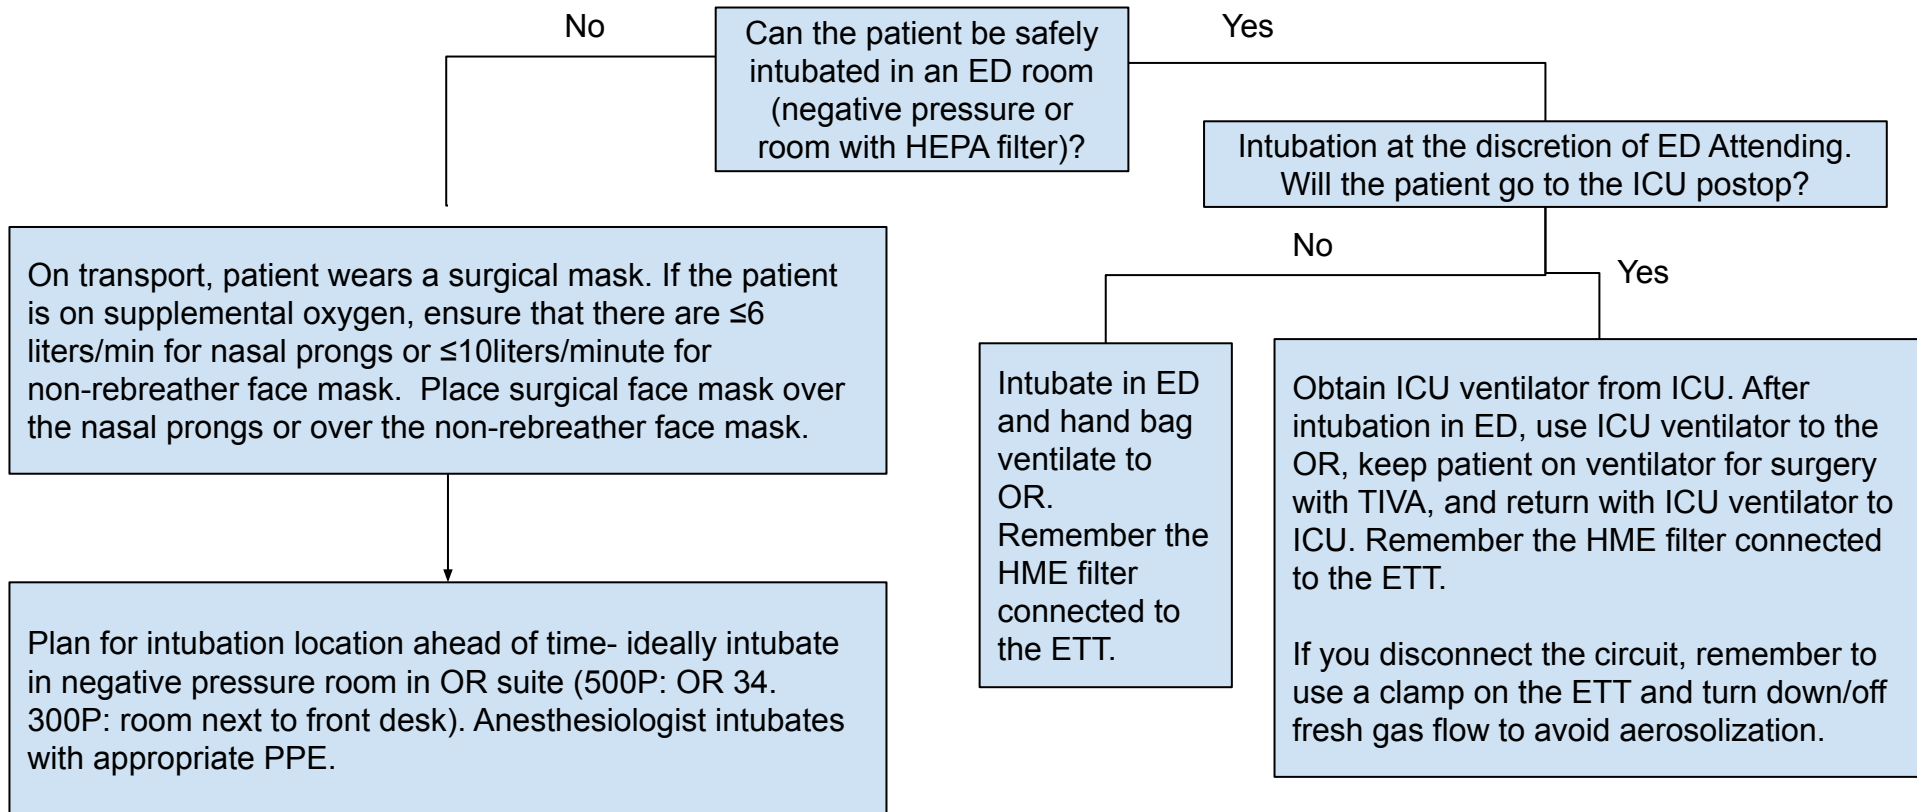 No
Can the patient be safely
intubated in an ED room
(negative pressure or
room with HEPA filter)?
Yes
Intubation at the discretion of ED Attending.
Will the patient go to the ICU postop?
On transport, patient wears a surgical mask. If the patient
is on supplemental oxygen, ensure that there are ≤6
liters/min for nasal prongs or ≤10liters/minute for
non-rebreather face mask.  Place surgical face mask over
the nasal prongs or over the non-rebreather face mask.
Plan for intubation location ahead of time- ideally intubate
in negative pressure room in OR suite (500P: OR 34.
300P: room next to front desk). Anesthesiologist intubates
with appropriate PPE.
No
Yes
Intubate in ED
and hand bag
ventilate to
OR.
Remember the
HME filter
connected to
the ETT.
Obtain ICU ventilator from ICU. After
intubation in ED, use ICU ventilator to the
OR, keep patient on ventilator for surgery
with TIVA, and return with ICU ventilator to
ICU. Remember the HME filter connected
to the ETT.
If you disconnect the circuit, remember to
use a clamp on the ETT and turn down/off
fresh gas flow to avoid aerosolization.